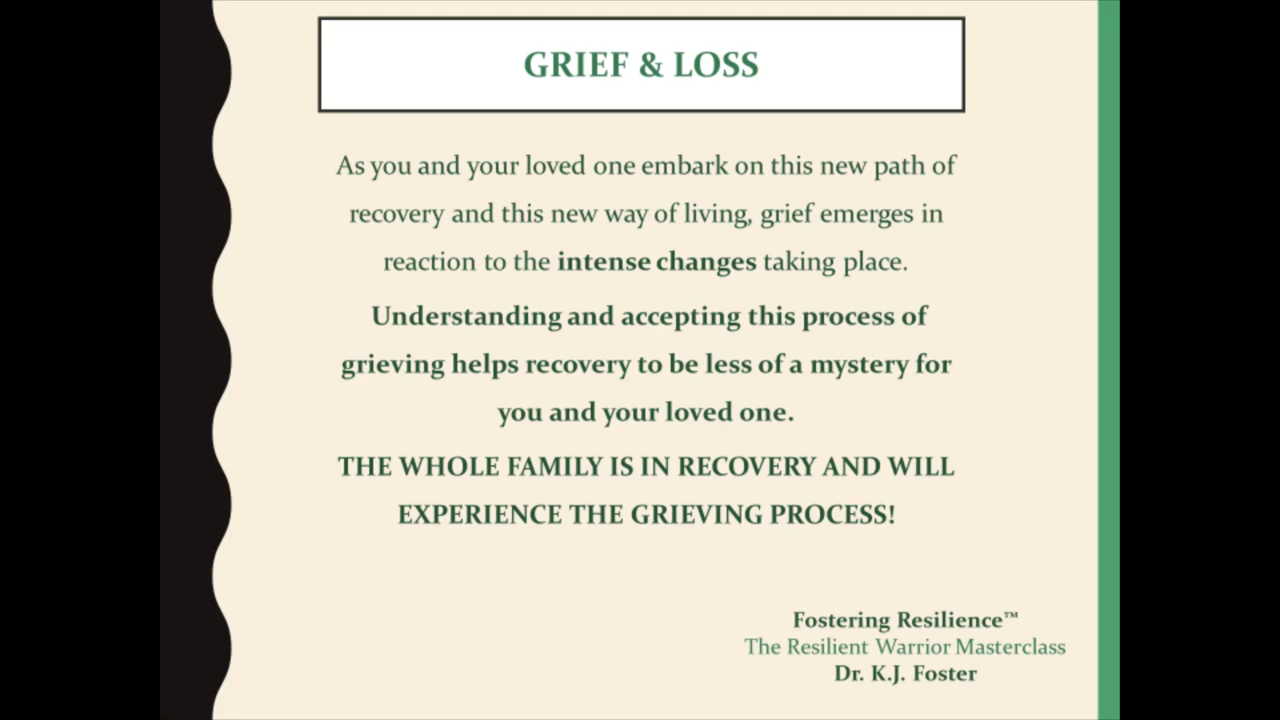 GRIEF & LOSS
As you and your loved one embark on this new path of
recovery and this new way of living, grief emerges in
reaction to the intense changes taking place.
Understanding and accepting this process of
grieving helps recovery to be less of a mystery for
you and your loved one.
THE WHOLE FAMILY IS IN RECOVERY AND WILL
EXPERIENCE THE GRIEVING PROCESS!
Fostering Resilience™
The Resilient Warrior Masterclass
Dr. K.J. Foster